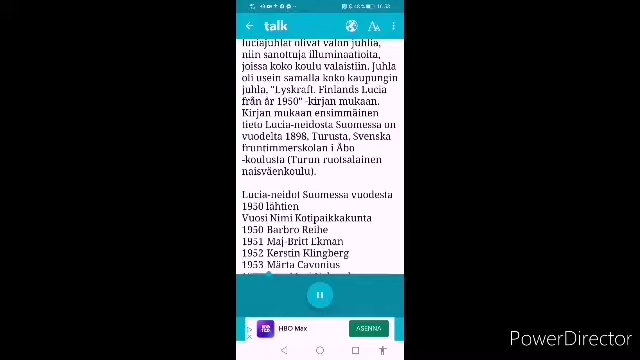 48 % 16:53
talk
luciajuhlat olivat valon juhlia,
niin sanottuja illuminaatioita,
joissa koko koulu valaistiin. Juhla
oli usein samalla koko kaupungin
juhla, "Lyskraft. Finlands Lucia
från år 1950" -kirjan mukaan.
Kirjan mukaan ensimmäinen
tieto Lucia-neidosta Suomessa on
vuodelta 1898, Turusta, Svenska
fruntimmerskolan i Åbo
-koulusta (Turun ruotsalainen
naisväenkoulu).
Lucia-neidot Suomessa vuodesta
1950 lähtien
Vuosi Nimi Kotipaikkakunta
1950 Barbro Reihe
1951 Maj-Britt Ekman
1952 Kerstin Klingberg
1953 Märta Cavonius
HBO Max
ASENNA
PowerDirector